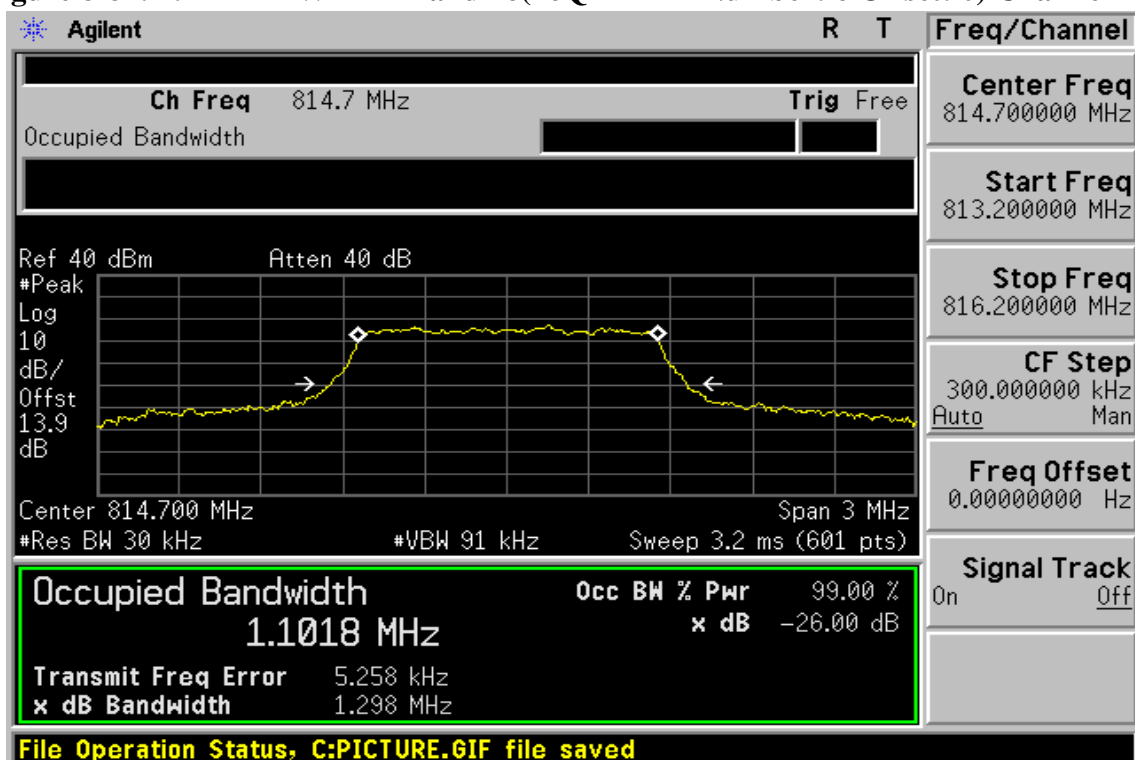 Agilent R T Freq/Channel
Ch Freq 814.7 MHz Trig Free
Occupied Bandwidth
Center Freq
814.700000 MHz
Start Freq
813.200000 MHz
Stop Freq
816.200000 MHz
CF Step
300.000000 kHz
Auto Man
Freq Offset
0.00000000 Hz
Signal Track
On Off
Ref 40 dBm Atten 40 dB
#Peak
Log
10
dB/
Offst
13.9
dB
Center 814.700 MHz Span 3 MHz
#Res BW 30 kHz #VBW 91 kHz Sweep 3.2 ms (601 pts)
Occupied Bandwidth Occ BW % Pwr 99.00 %
1.1018 MHz x dB -26.00 dB
Transmit Freq Error 5.258 kHz
x dB Bandwidth 1.298 MHz
File Operation Status, C:PICTURE.GIF file saved